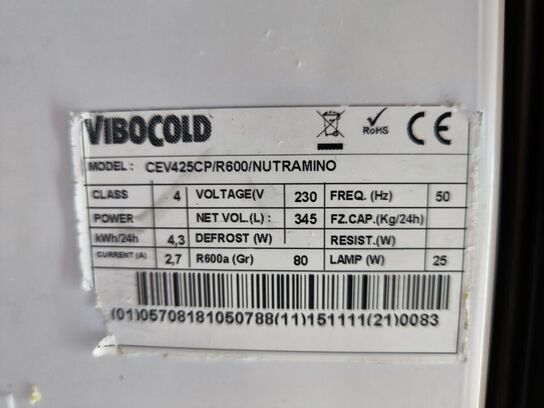 VIBOCOLD
RoHS CE
MODEL : CEV425CP/R600/NUTRAMINO
CLASS 4 VOLTAGE(V 230 FREQ. (Hz) 50
POWER NET VOL.(L) : 345 FZ.CAP.(Kg/24h)
kWh/24h 4,3 DEFROST (W) RESIST.(W)
CURRENT (A) 2,7 R600a (Gr) 80 LAMP (W) 25
(01)05708181050788(11)151111(21)0083